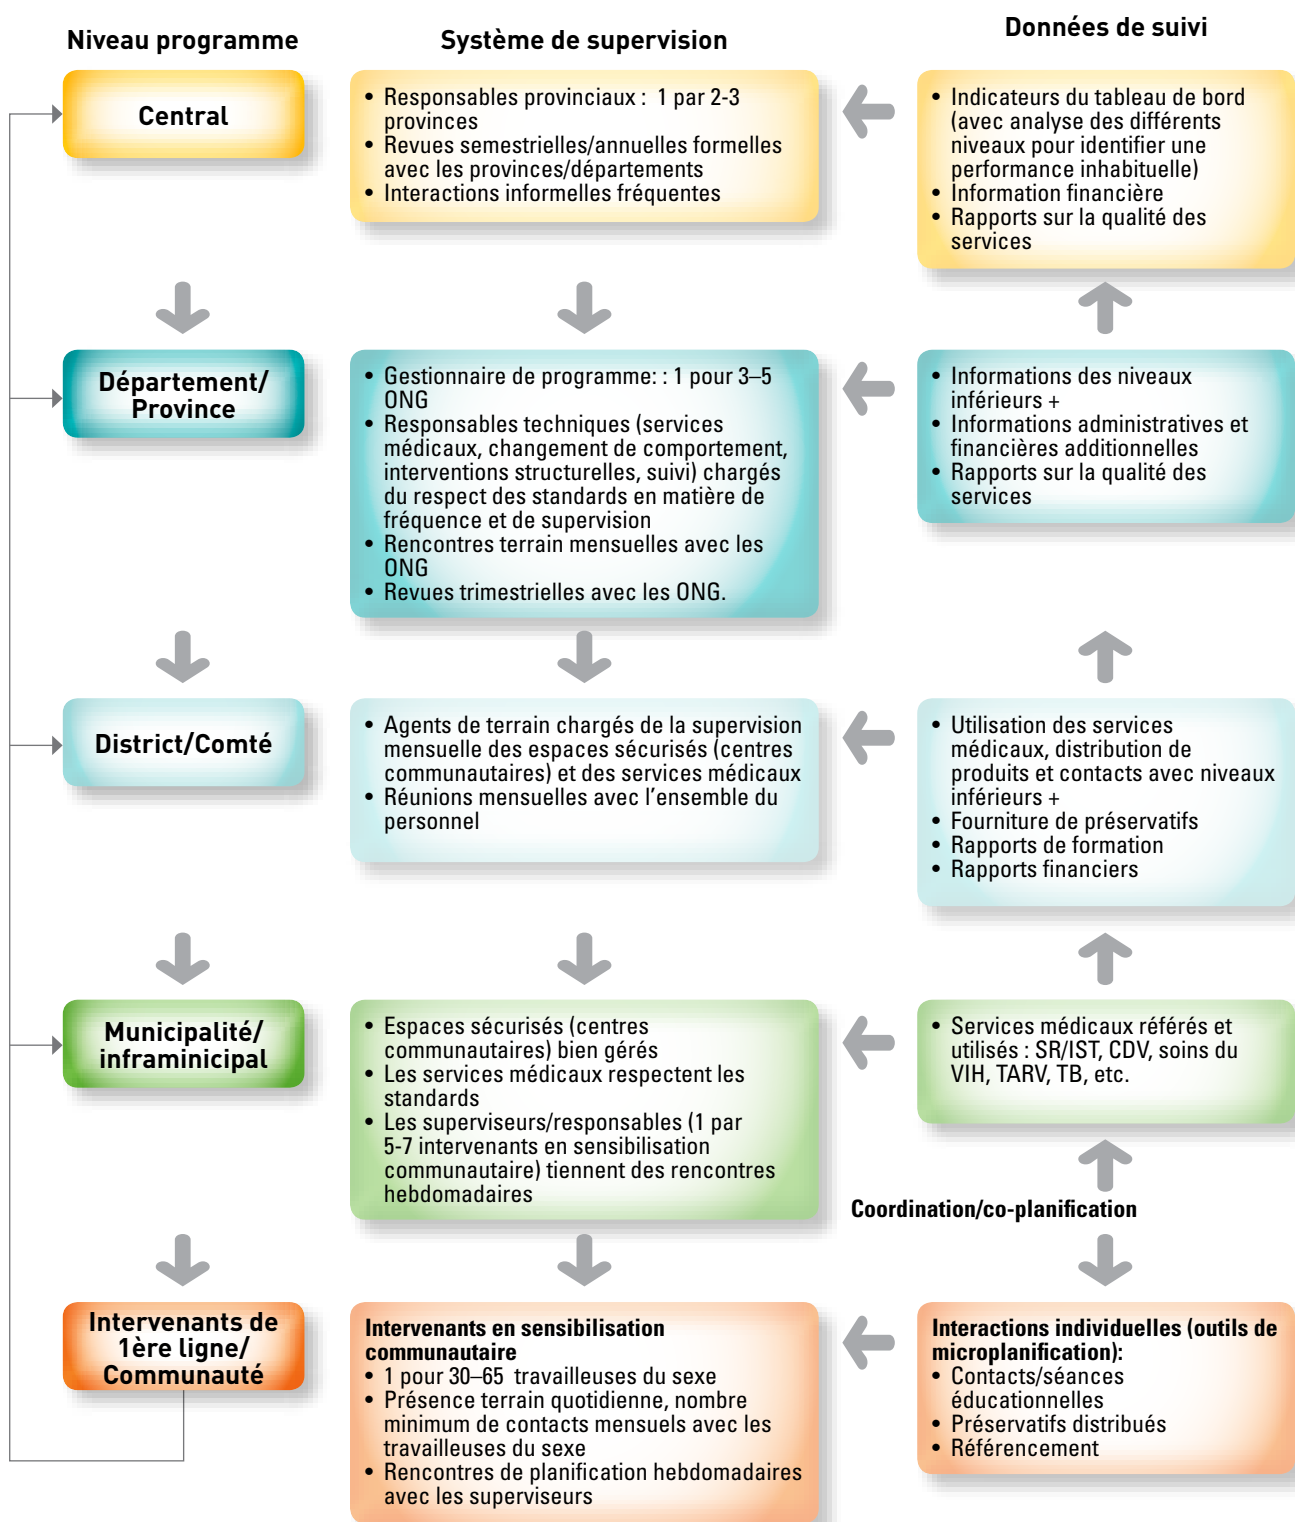 Niveau programme
Système de supervision
Données de suivi
Central
• Responsables provinciaux : 1 par 2-3
provinces
• Revues semestrielles/annuelles formelles
avec les provinces/départements
• Interactions informelles fréquentes
• Indicateurs du tableau de bord
(avec analyse des différents
niveaux pour identifier une
performance inhabituelle)
• Information financière
• Rapports sur la qualité des
services
Département/
Province
• Gestionnaire de programme: : 1 pour 3–5
ONG
• Responsables techniques (services
médicaux, changement de comportement,
interventions structurelles, suivi) chargés
du respect des standards en matière de
fréquence et de supervision
• Rencontres terrain mensuelles avec les
ONG
• Revues trimestrielles avec les ONG.
• Informations des niveaux
inférieurs +
• Informations administratives et
financières additionnelles
• Rapports sur la qualité des
services
District/Comté
• Agents de terrain chargés de la supervision
mensuelle des espaces sécurisés (centres
communautaires) et des services médicaux
• Réunions mensuelles avec l'ensemble du
personnel
• Utilisation des services
médicaux, distribution de
produits et contacts avec niveaux
inférieurs +
• Fourniture de préservatifs
• Rapports de formation
• Rapports financiers
Municipalité/
inframinicipal
• Espaces sécurisés (centres
communautaires) bien gérés
• Les services médicaux respectent les
standards
• Les superviseurs/responsables (1 par
5-7 intervenants en sensibilisation
communautaire) tiennent des rencontres
hebdomadaires
• Services médicaux référés et
utilisés : SR/IST, CDV, soins du
VIH, TARV, TB, etc.
Coordination/co-planification
Intervenants de
1ère ligne/
Communauté
Intervenants en sensibilisation
communautaire
• 1 pour 30–65 travailleuses du sexe
• Présence terrain quotidienne, nombre
minimum de contacts mensuels avec les
travailleuses du sexe
• Rencontres de planification hebdomadaires
avec les superviseurs
Interactions individuelles (outils de
microplanification):
• Contacts/séances
éducationnelles
• Préservatifs distribués
• Référencement